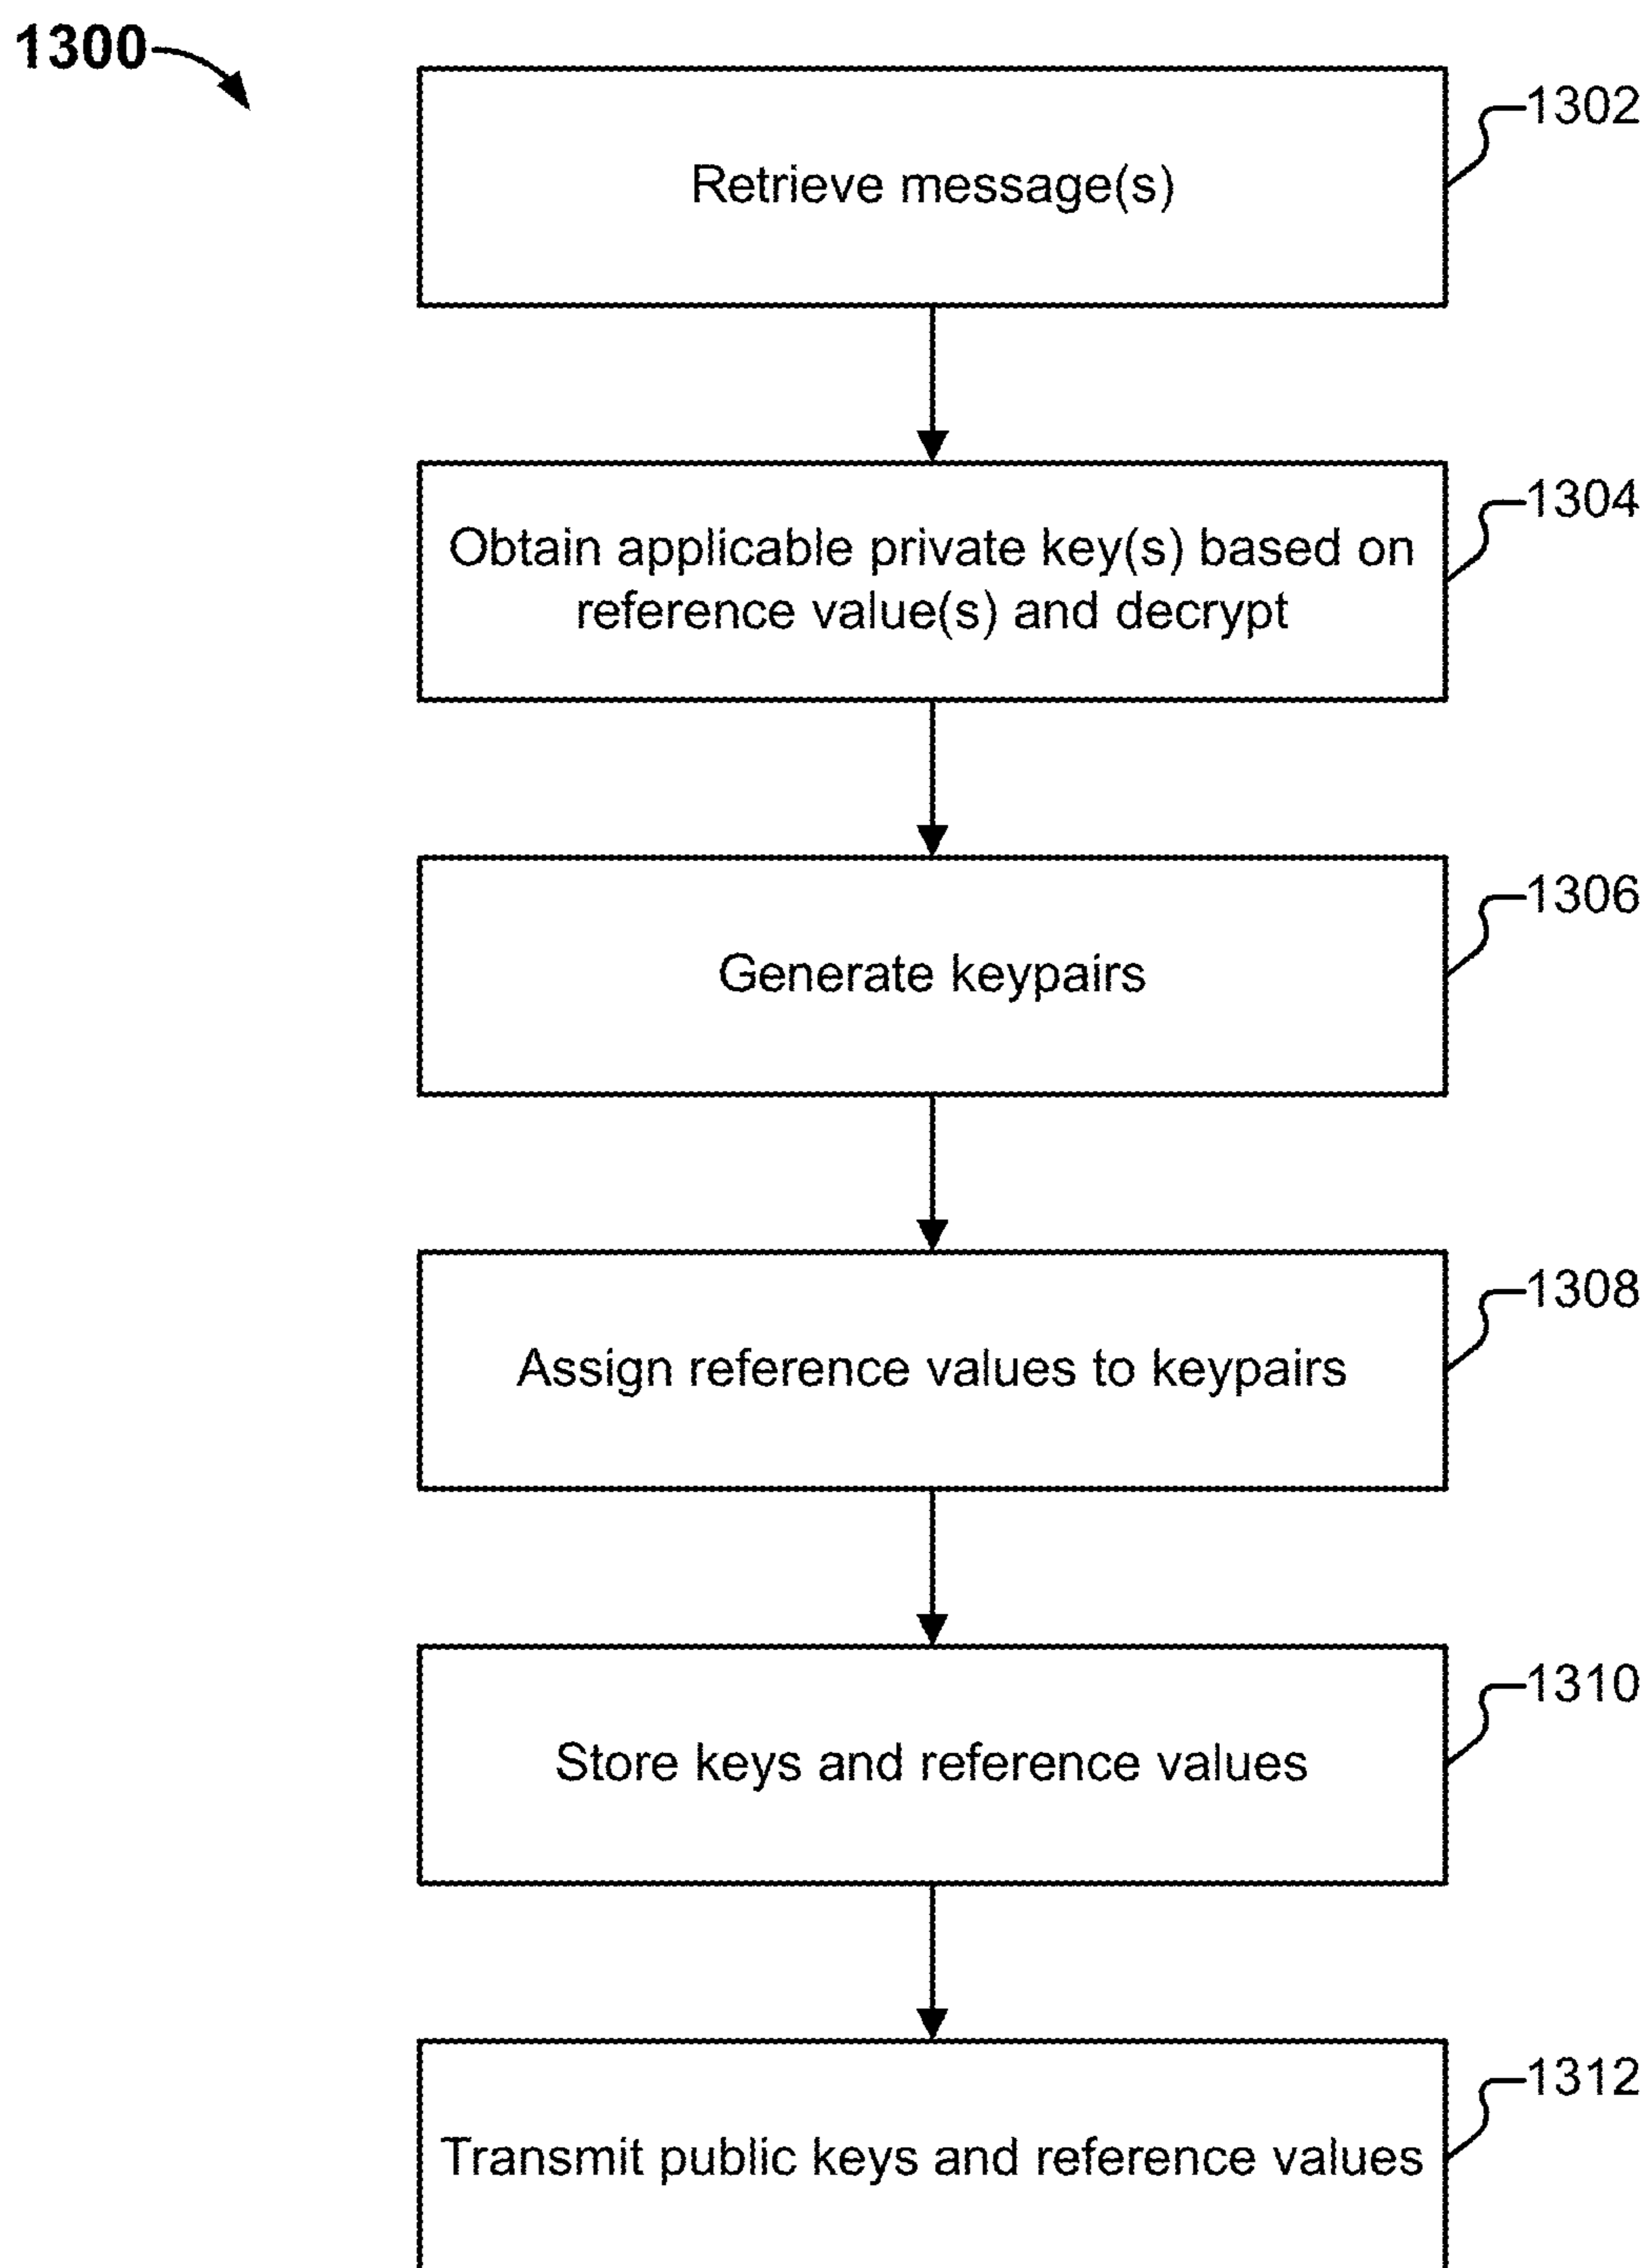 1300
1302
Retrieve message(s)
1304
Obtain applicable private key(s) based on
reference value(s) and decrypt
1306
Generate keypairs
1308
Assign reference values to keypairs
1310
Store keys and reference values
1312
Transmit public keys and reference values